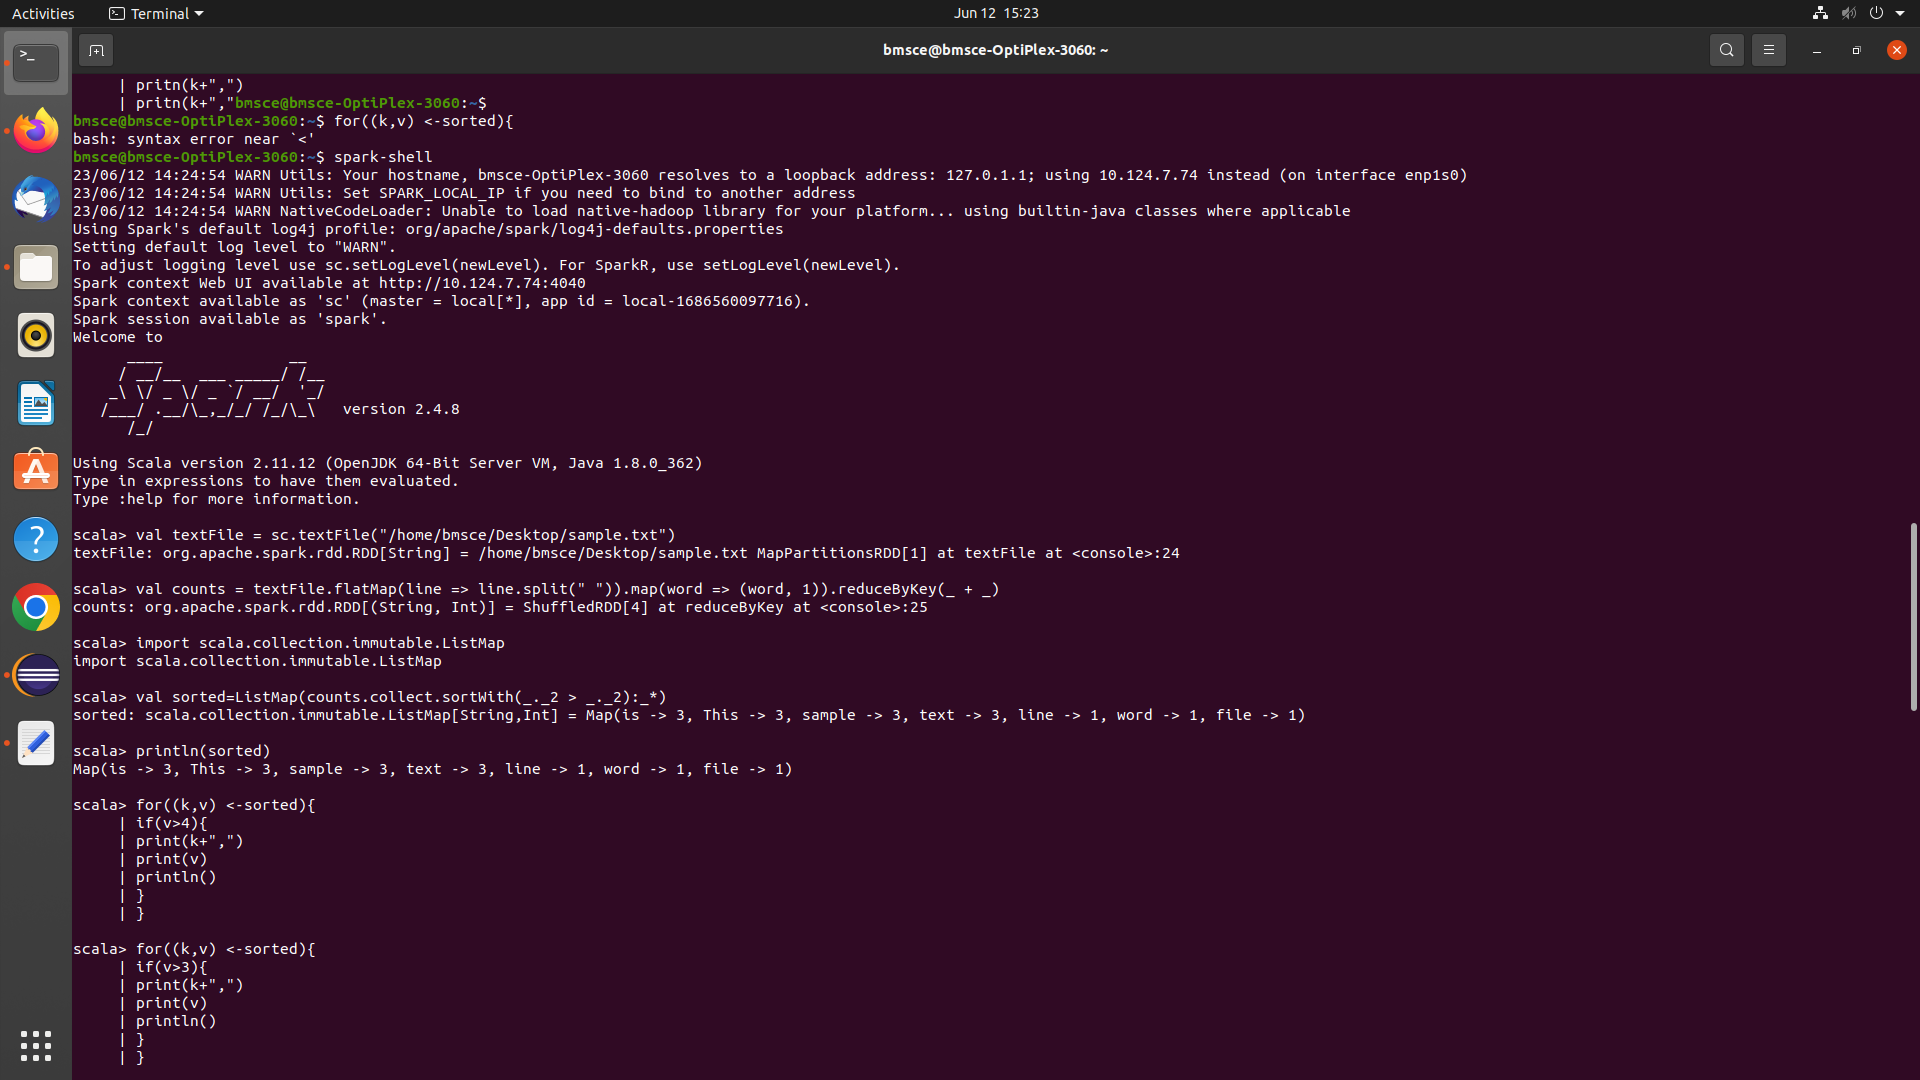 Activities Terminal Jun 12 15:23
bmsce@bmsce-OptiPlex-3060: ~
| pritn(k+",")
| pritn(k+","bmsce@bmsce-OptiPlex-3060:~$
bmsce@bmsce-OptiPlex-3060:~$ for((k,v) <-sorted){
bash: syntax error near `<'
bmsce@bmsce-OptiPlex-3060:~$ spark-shell
23/06/12 14:24:54 WARN Utils: Your hostname, bmsce-OptiPlex-3060 resolves to a loopback address: 127.0.1.1; using 10.124.7.74 instead (on interface enp1s0)
23/06/12 14:24:54 WARN Utils: Set SPARK_LOCAL_IP if you need to bind to another address
23/06/12 14:24:54 WARN NativeCodeLoader: Unable to load native-hadoop library for your platform... using builtin-java classes where applicable
Using Spark's default log4j profile: org/apache/spark/log4j-defaults.properties
Setting default log level to "WARN".
To adjust logging level use sc.setLogLevel(newLevel). For SparkR, use setLogLevel(newLevel).
Spark context Web UI available at http://10.124.7.74:4040
Spark context available as 'sc' (master = local[*], app id = local-1686560097716).
Spark session available as 'spark'.
Welcome to
      ____              __
     / __/__  ___ _____/ /__
    _\ \/ _ \/ _ `/ __/  '_/
   /___/ .__/\_,_/_/ /_/\_\   version 2.4.8
      /_/
Using Scala version 2.11.12 (OpenJDK 64-Bit Server VM, Java 1.8.0_362)
Type in expressions to have them evaluated.
Type :help for more information.
scala> val textFile = sc.textFile("/home/bmsce/Desktop/sample.txt")
textFile: org.apache.spark.rdd.RDD[String] = /home/bmsce/Desktop/sample.txt MapPartitionsRDD[1] at textFile at <console>:24
scala> val counts = textFile.flatMap(line => line.split(" ")).map(word => (word, 1)).reduceByKey(_ + _)
counts: org.apache.spark.rdd.RDD[(String, Int)] = ShuffledRDD[4] at reduceByKey at <console>:25
scala> import scala.collection.immutable.ListMap
import scala.collection.immutable.ListMap
scala> val sorted=ListMap(counts.collect.sortWith(_._2 > _._2):_*)
sorted: scala.collection.immutable.ListMap[String,Int] = Map(is -> 3, This -> 3, sample -> 3, text -> 3, line -> 1, word -> 1, file -> 1)
scala> println(sorted)
Map(is -> 3, This -> 3, sample -> 3, text -> 3, line -> 1, word -> 1, file -> 1)
scala> for((k,v) <-sorted){
| if(v>4){
| print(k+",")
| print(v)
| println()
| }
| }
scala> for((k,v) <-sorted){
| if(v>3){
| print(k+",")
| print(v)
| println()
| }
| }